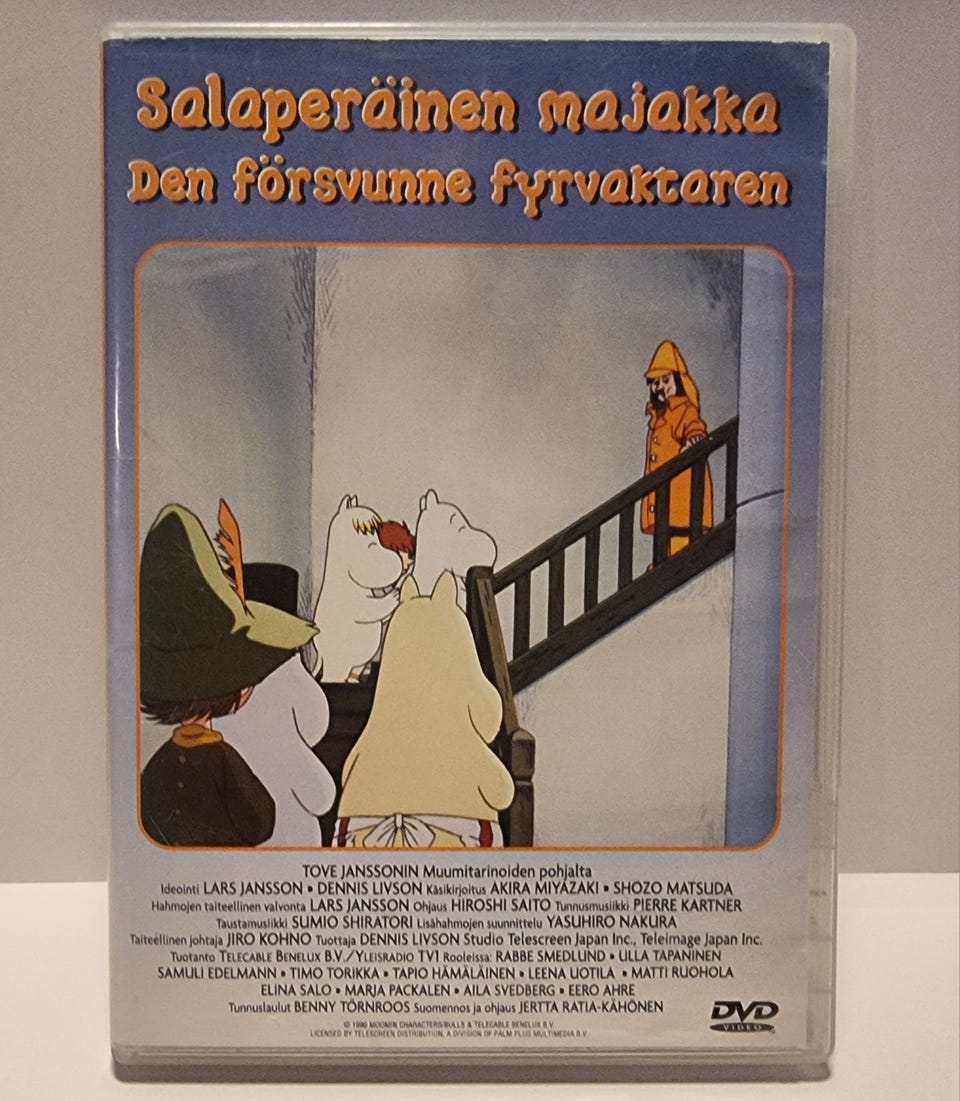 Salaperäinen majakka
Den försvunne fyrvaktaren
TOVE JANSSONIN Muumitarinoiden pohjalta
Ideointi LARS JANSSON • DENNIS LIVSON Käsikirjoitus AKIRA MIYAZAKI • SHOZO MATSUDA
Hahmojen taiteellinen valvonta LARS JANSSON Ohjaus HIROSHI SAITO Tunnusmusiikki PIERRE KARTNER
Taustamusiikki SUMIO SHIRATORI Lisähahmojen suunnittelu YASUHIRO NAKURA
Taiteellinen johtaja JIRO KOHNO Tuottaja DENNIS LIVSON Studio Telescreen Japan Inc., Teleimage Japan Inc.
Tuotanto TELECABLE BENELUX B.V./YLEISRADIO TV1 Rooleissa: RABBE SMEDLUND • ULLA TAPANINEN
SAMULI EDELMANN • TIMO TORIKKA • TAPIO HÄMÄLÄINEN • LEENA UOTILA • MATTI RUOHOLA
ELINA SALO • MARJA PACKALEN • AILA SVEDBERG • EERO AHRE
Tunnuslaulut BENNY TÖRNROOS Suomennos ja ohjaus JERTTA RATIA-KÄHÖNEN
DVD
VIDEO
© 1990 MOOMIN CHARACTERS/BULLS & TELECABLE BENELUX B.V.
LICENSED BY TELESCREEN DISTRIBUTION, A DIVISION OF PALM PLUS MULTIMEDIA B.V.